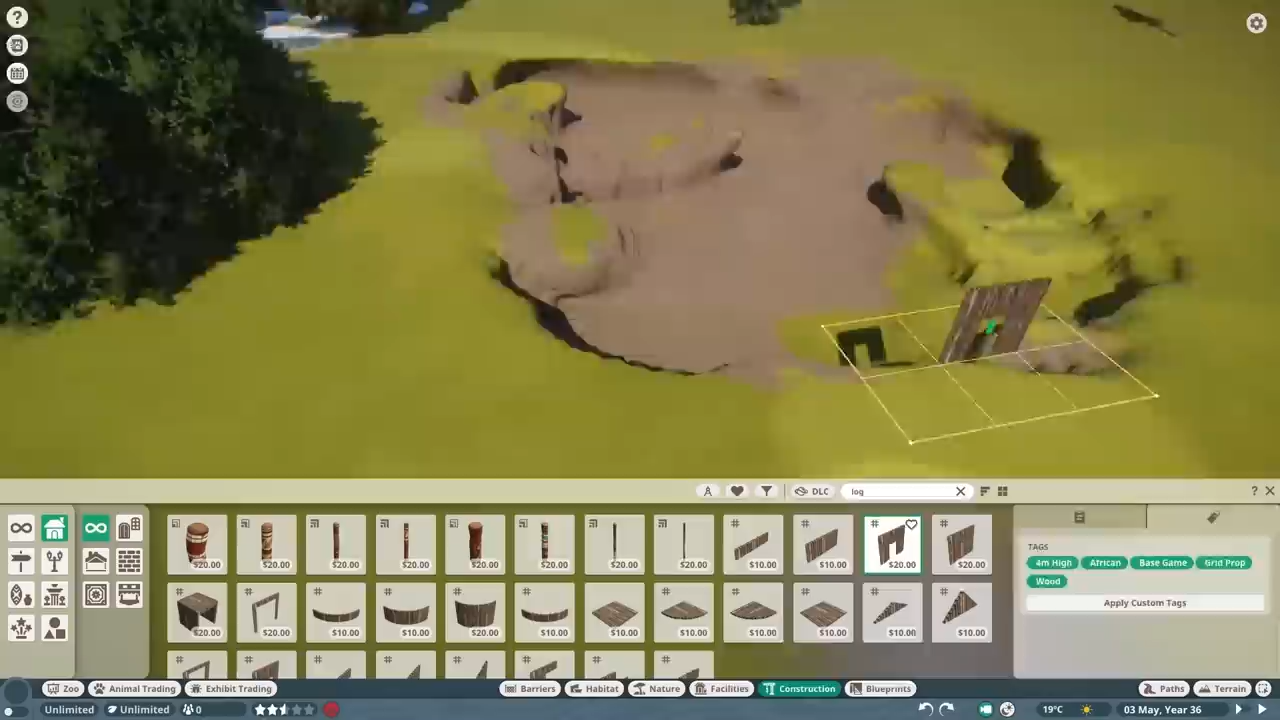 ?
DLC
log
? X
$20.00 $20.00 $20.00 $20.00 $20.00 $20.00 $20.00 $20.00 $10.00 $10.00 $20.00 $20.00
$20.00 $20.00 $10.00 $10.00 $20.00 $10.00 $10.00 $10.00 $10.00 $10.00 $10.00 $10.00
TAGS
4m High African Base Game Grid Prop
Wood
Apply Custom Tags
Zoo Animal Trading Exhibit Trading Barriers Habitat Nature Facilities Construction Blueprints Paths Terrain
Unlimited Unlimited 0 19°C 03 May, Year 36